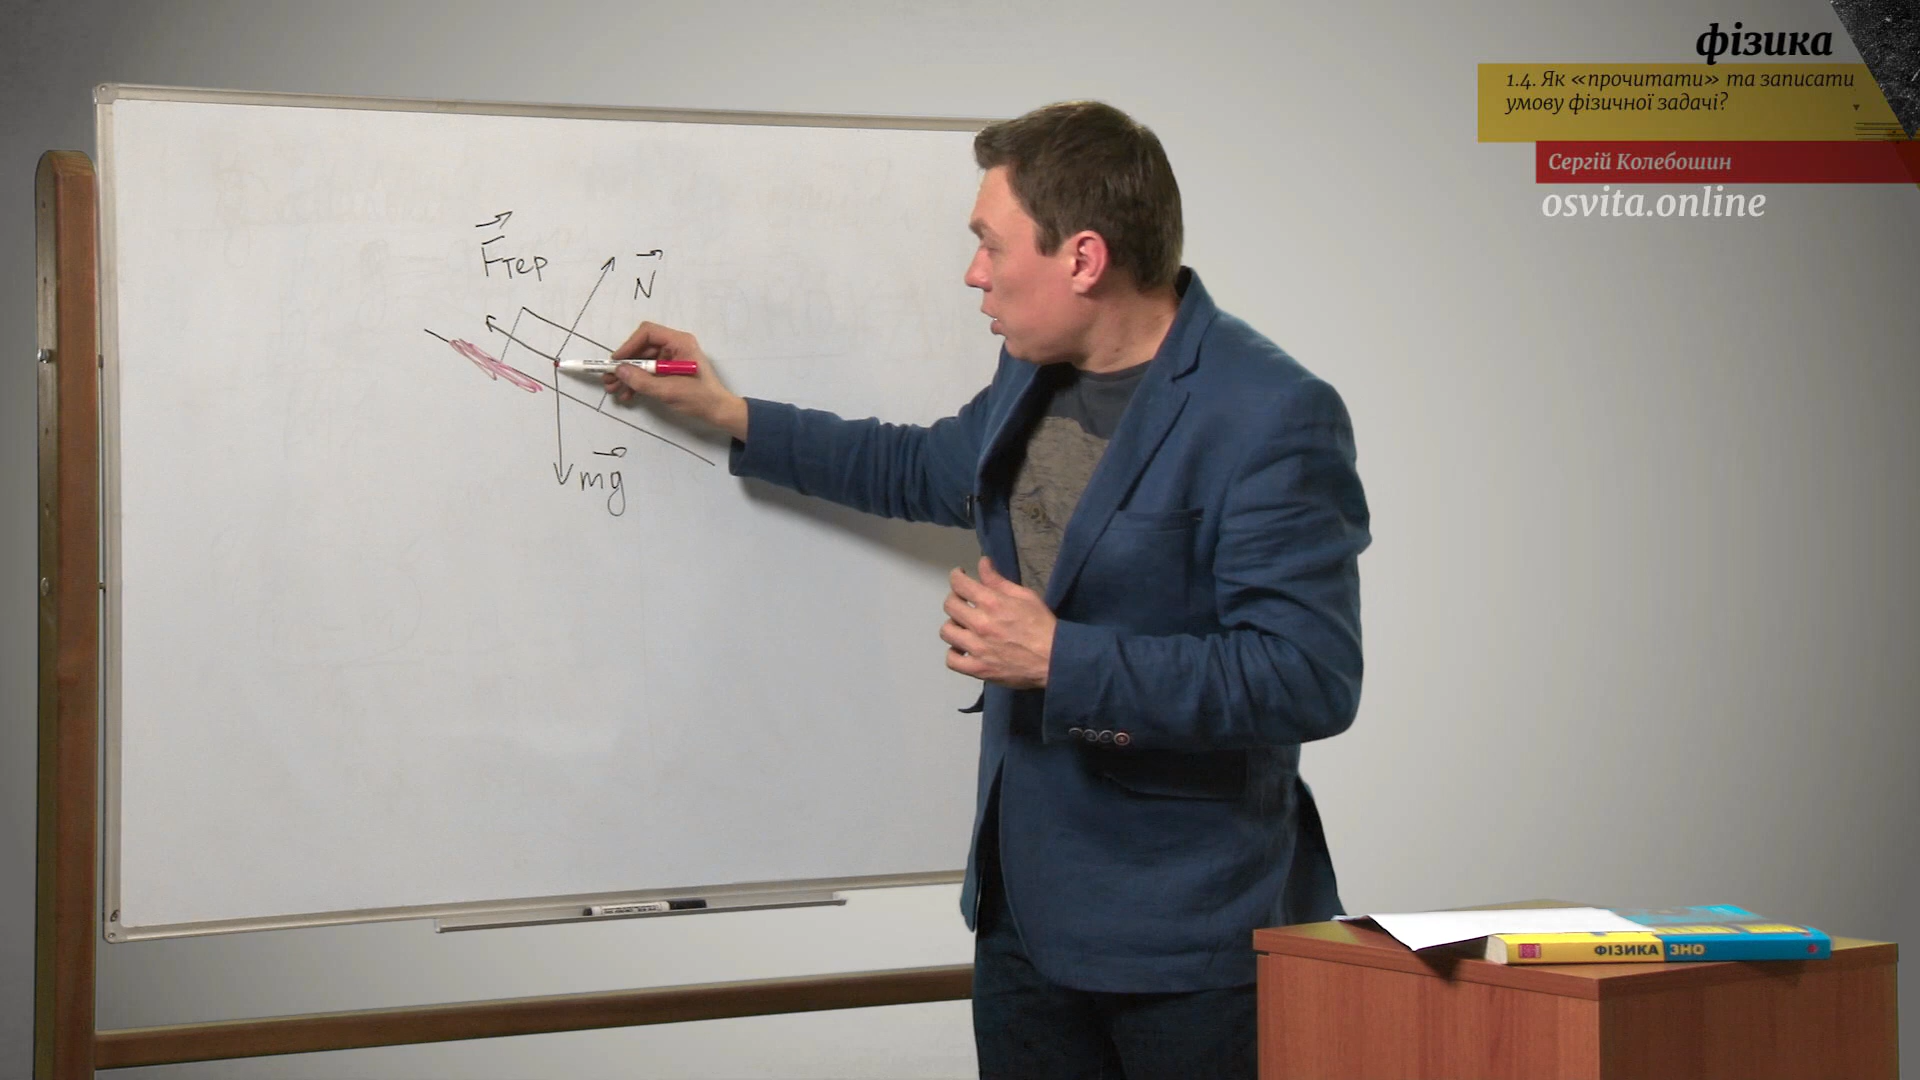 фізика
1.4. Як «прочитати» та записати
умову фізичної задачі?
Сергій Колебошин
osvita.online
Fтер
N
mg
ФІЗИКА ЗНО